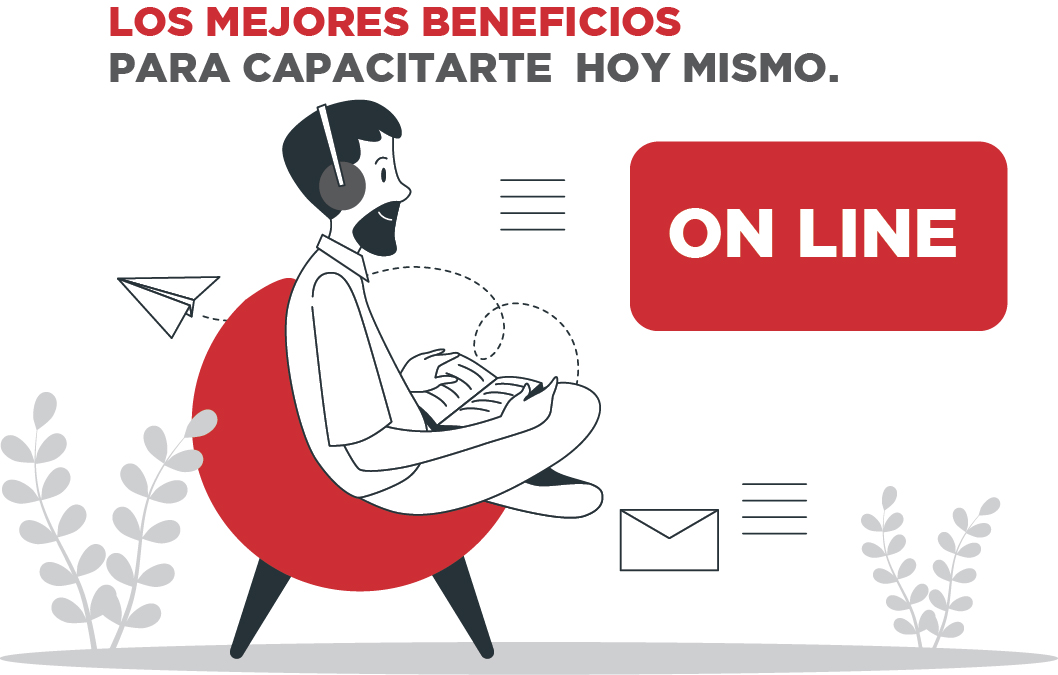 LOS MEJORES BENEFICIOS
PARA CAPACITARTE HOY MISMO.
ON LINE